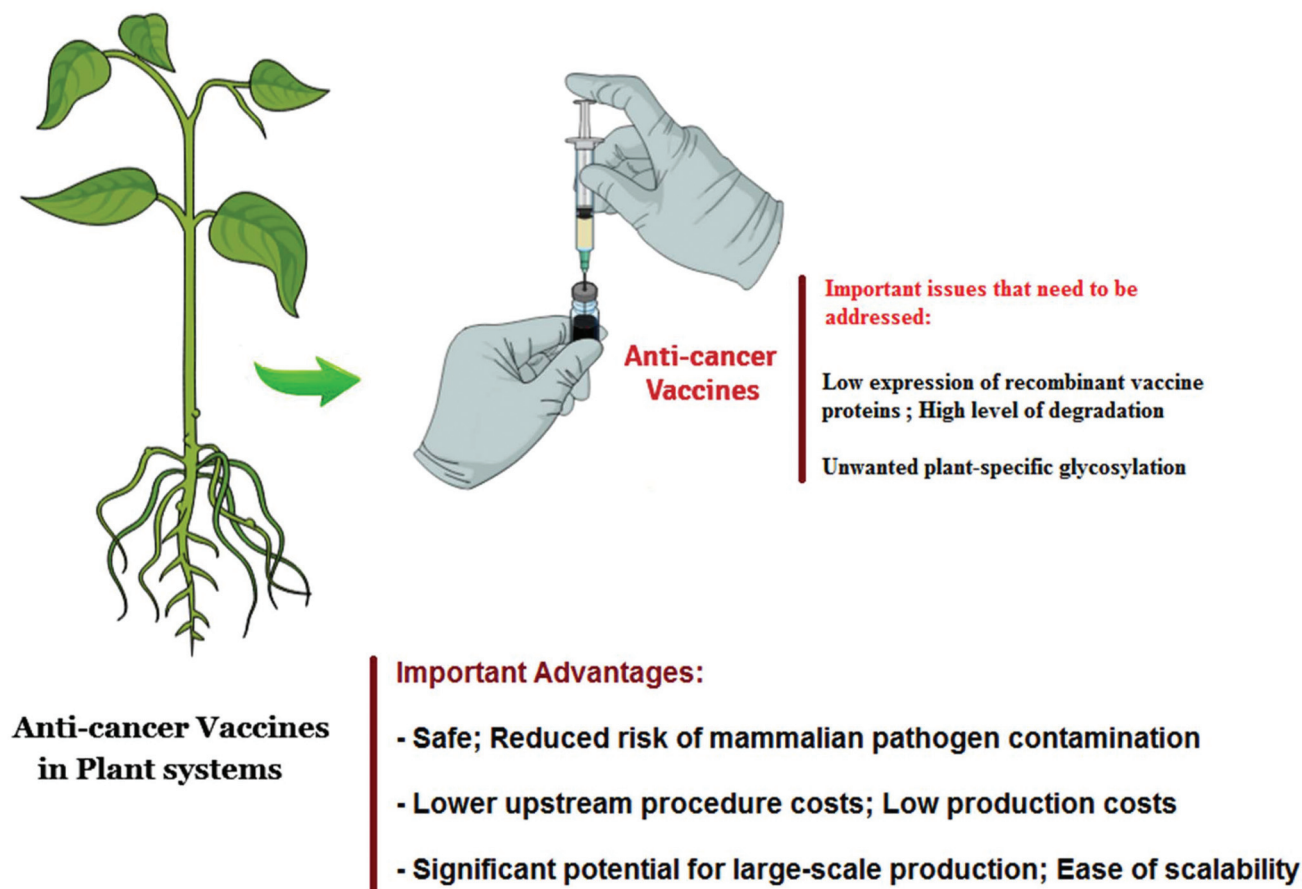 Important issues that need to be
addressed:
Anti-cancer
Vaccines
Low expression of recombinant vaccine
proteins ; High level of degradation
Unwanted plant-specific glycosylation
Important Advantages:
Anti-cancer Vaccines
in Plant systems
- Safe; Reduced risk of mammalian pathogen contamination
- Lower upstream procedure costs; Low production costs
- Significant potential for large-scale production; Ease of scalability